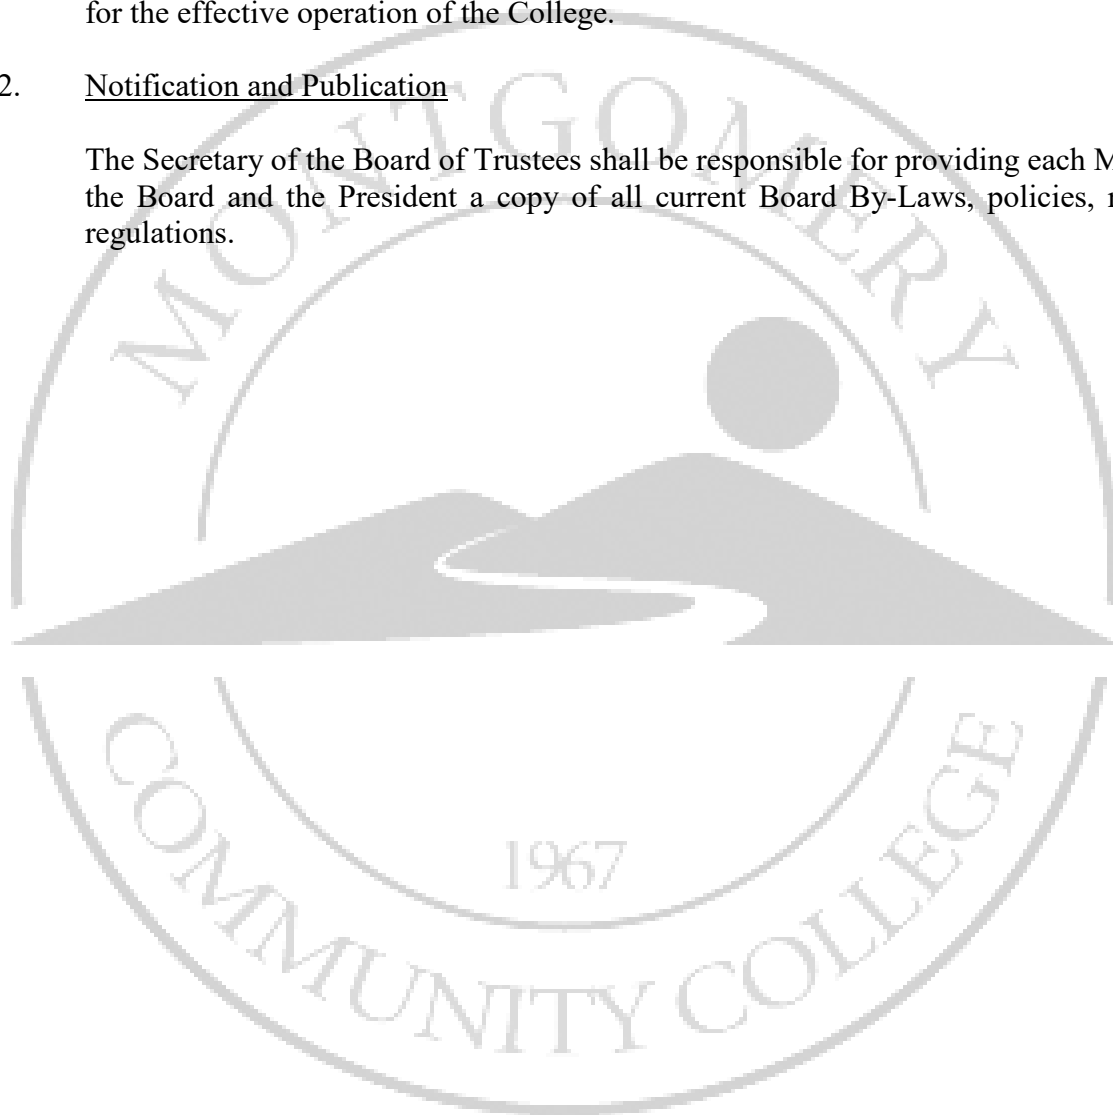 for the effective operation of the College.
2. Notification and Publication
The Secretary of the Board of Trustees shall be responsible for providing each
the Board and the President a copy of all current Board By-Laws, policies,
regulations.
MONTGOMERY
1967
COMMUNITY COLLEGE